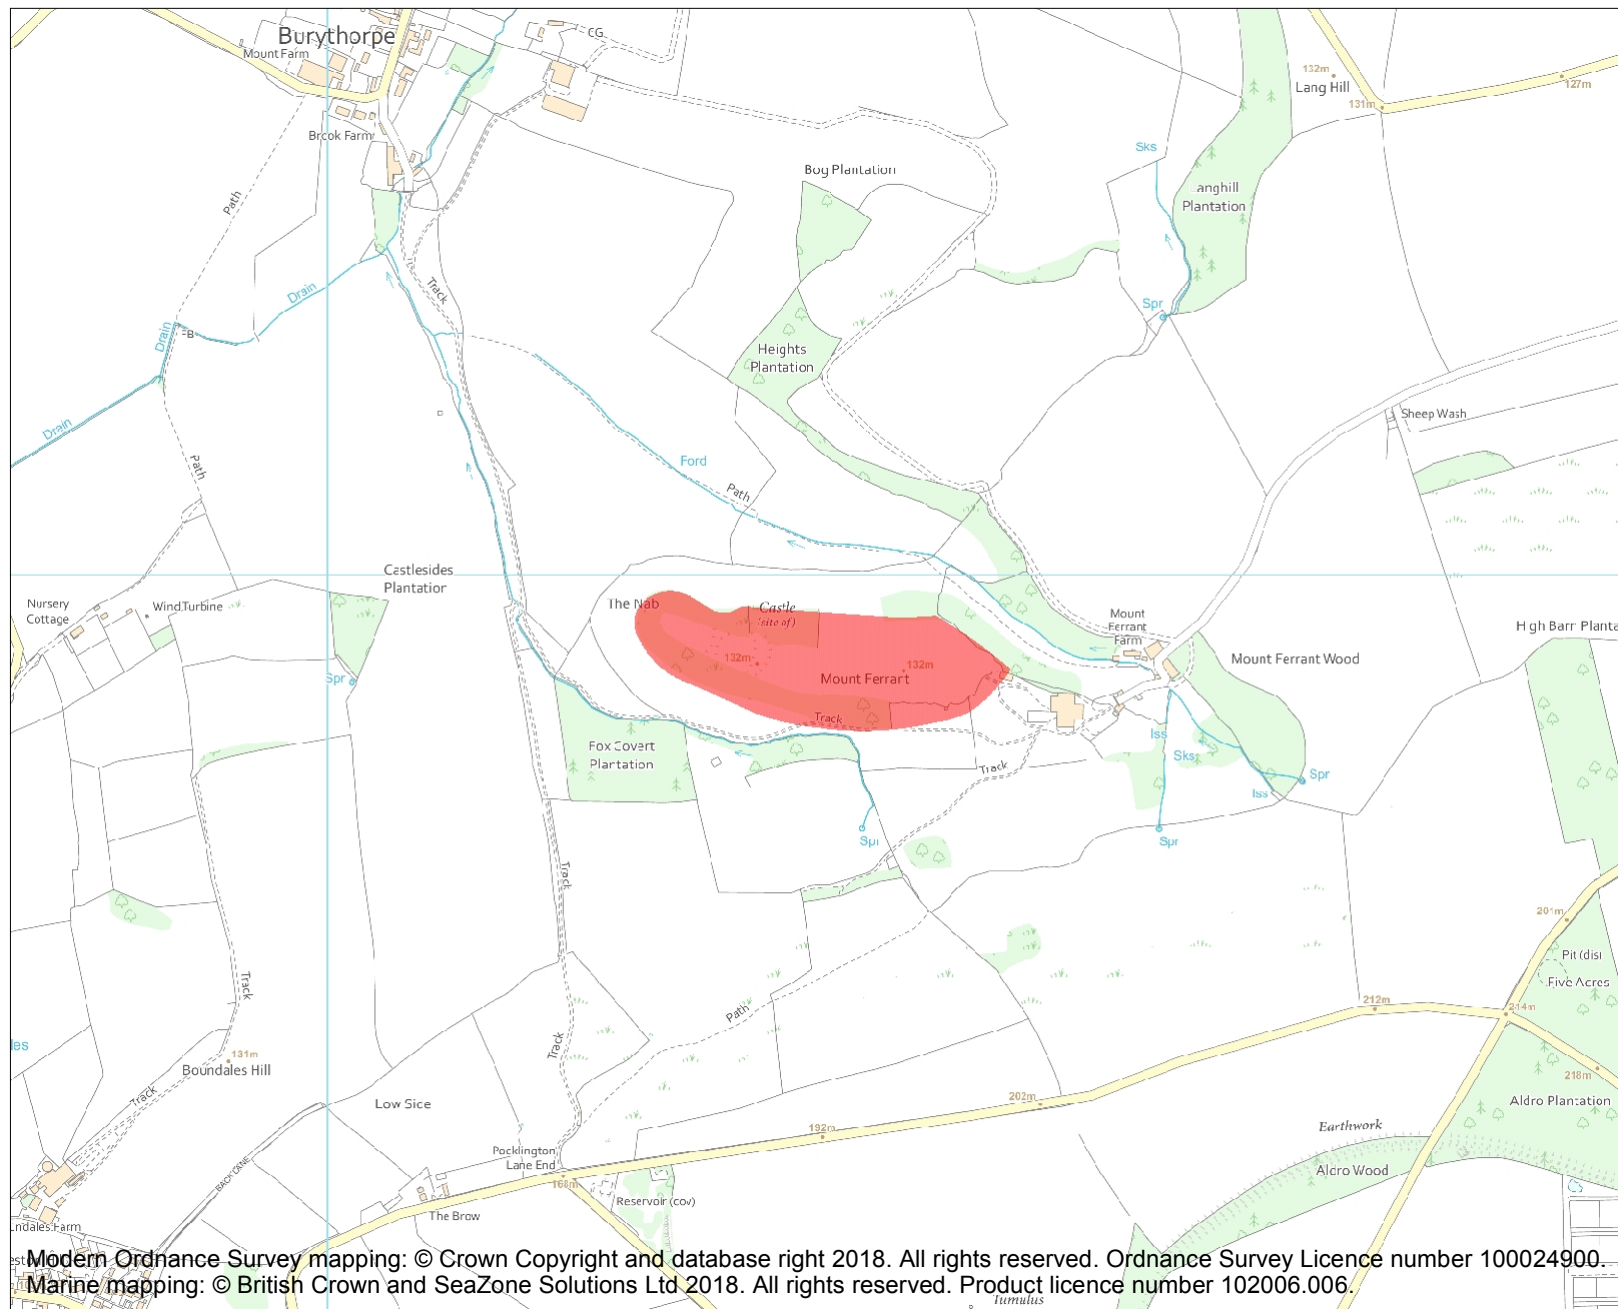 Burythorpe
Mount Farm
CG
132m
Lang Hill
127m
131m
Brook Farm
Sks
Bog Plantation
Path
anghill
Plantation
Track
Drain
Spr
Drain
FB
Heights
Plantation
Sheep Wash
Drain
Ford
Path
Path
Castlesides
Plantation
Nursery
Cottage
Wind Turbine
The Nab
Castle
(site of)
Mount
Ferrant
Farm
High Barr Planta
132m
132m
Mount Ferrant Wood
Spr
Mount Ferrart
Track
Iss
Fox Covert
Plantation
Sks
Track
Spr
Iss
Spr
Spr
Track
201m
Pit (dis)
Five Acres
Track
212m
214m
Path
les
131m
Track
Boundales Hill
218m
Track
Low Side
202m
Aldro Plantation
192m
Earthwork
Pocklington
Lane End
Aldro Wood
BACK LANE
168m
Reservoir (cov)
The Brow
ndales Farm
Modern Ordnance Survey mapping: © Crown Copyright and database right 2018. All rights reserved. Ordnance Survey Licence number 100024900.
Marine mapping: © British Crown and SeaZone Solutions Ltd 2018. All rights reserved. Product licence number 102006.006.
Tumulus